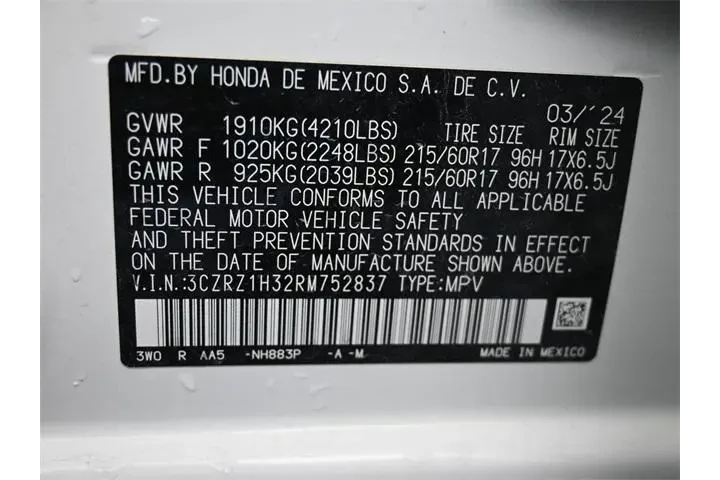 MFD.BY HONDA DE MEXICO S.A. DE C.V.
03/'24
GVWR 1910KG(4210LBS) TIRE SIZE RIM SIZE
GAWR F 1020KG(2248LBS) 215/60R17 96H 17X6.5J
GAWR R 925KG(2039LBS) 215/60R17 96H 17X6.5J
THIS VEHICLE CONFORMS TO ALL APPLICABLE
FEDERAL MOTOR VEHICLE SAFETY
AND THEFT PREVENTION STANDARDS IN EFFECT
ON THE DATE OF MANUFACTURE SHOWN ABOVE.
V.I.N.:3CZRZ1H32RM752837 TYPE:MPV
3W0 R AA5 -NH883P -A -M MADE IN MEXICO